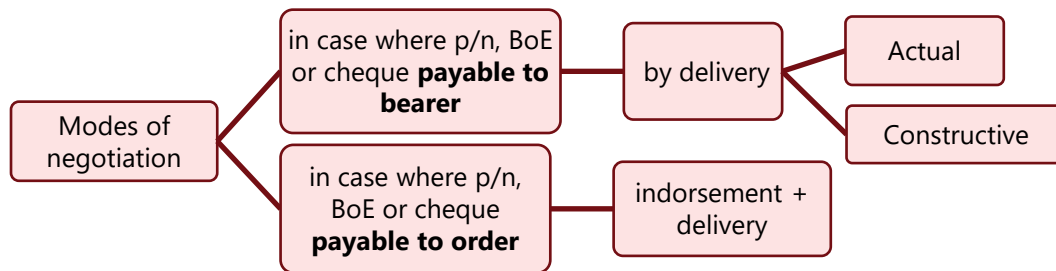 Modes of
negotiation
in case where p/n, BoE
or cheque payable to
bearer
by delivery
Actual
Constructive
in case where p/n,
BoE or cheque
payable to order
indorsement +
delivery